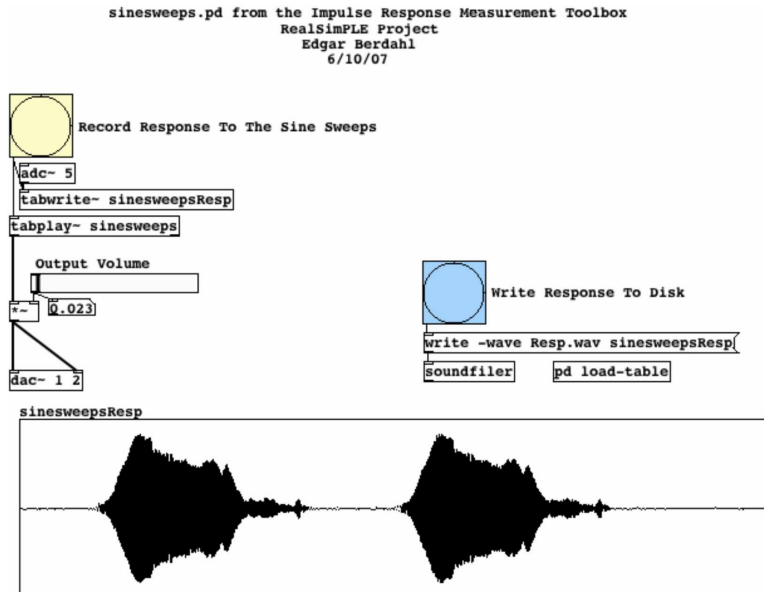 sinesweeps.pd from the Impulse Response Measurement Toolbox
RealSimPLE Project
Edgar Berdahl
6/10/07
Record Response To The Sine Sweeps
adc~ 5
tabwrite~ sinesweepsResp
tabplay~ sinesweeps
Output Volume
0.023
*~
dac~ 1 2
Write Response To Disk
write -wave Resp.wav sinesweepsResp
soundfiler
pd load-table
sinesweepsResp